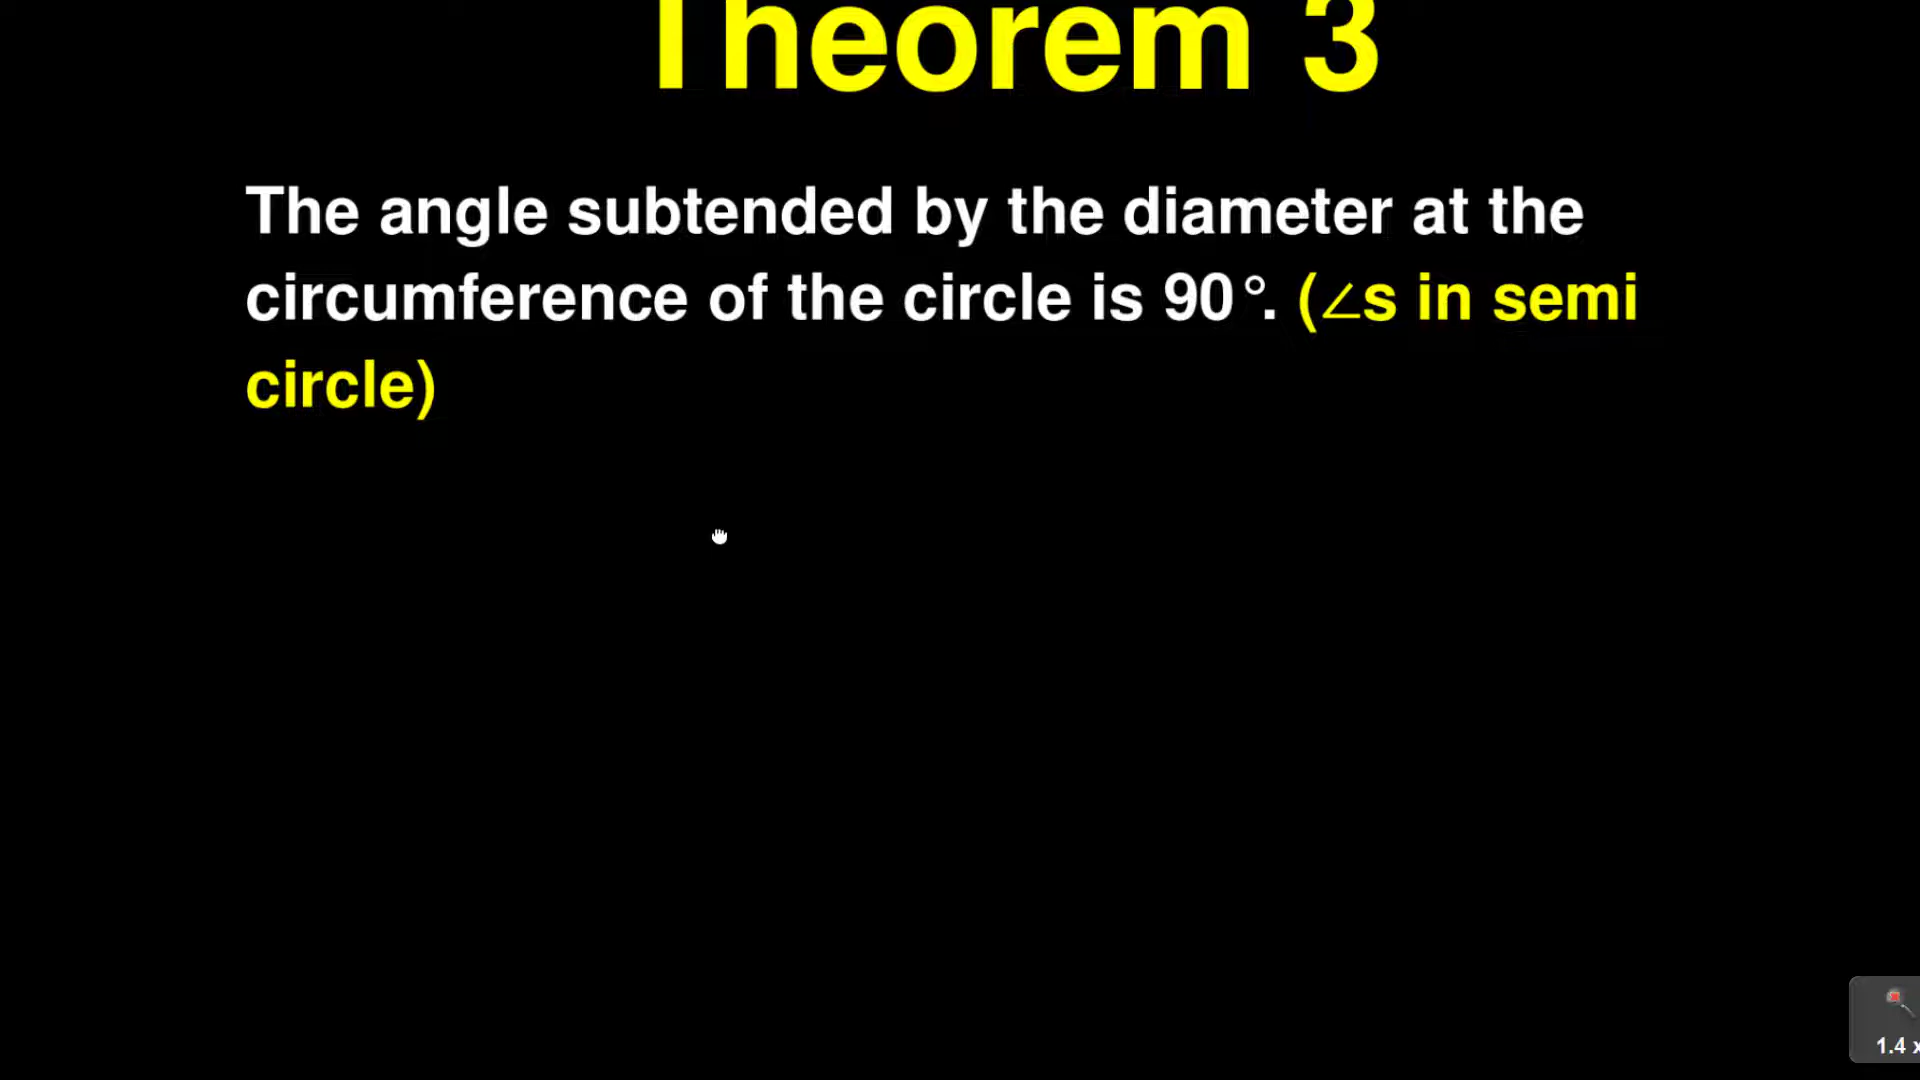 Theorem 3
The angle subtended by the diameter at the
circumference of the circle is 90°. (∠s in semi
circle)
1.4 x